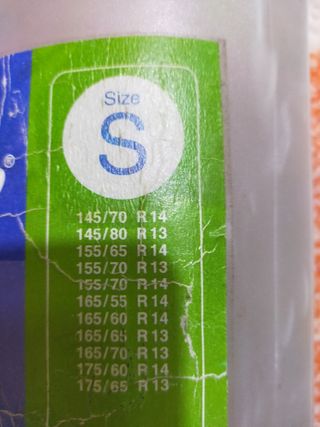 Size
S
145/70 R14
145/80 R13
155/65 R14
155/70 R13
155/70 R14
165/55 R14
165/60 R14
165/65 R13
165/70 R13
175/60 R14
175/65 R13
®